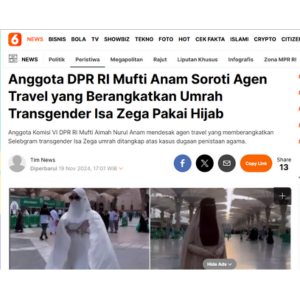 6 NEWS BISNIS BOLA TV SHOWBIZ TEKNO FOTO HOT CEK FAKTA ISLAMI CRYPTO CITIZEN
Politik Peristiwa Megapolitan Rajut Liputan Khusus Infografis Zona MPR RI
Anggota DPR RI Mufti Anam Soroti Agen
Travel yang Berangkatkan Umrah
Transgender Isa Zega Pakai Hijab
Anggota Komisi VI DPR RI Mufti Aimah Nurul Anam mendesak agen travel yang memberangkatkan
Selebgram transgender Isa Zega umrah ditangkap atas kasus dugaan penistaan agama.
Tim News
Diperbarui 19 Nov 2024, 17:01 WIB
Copy Link
Share
13
Hide Ads